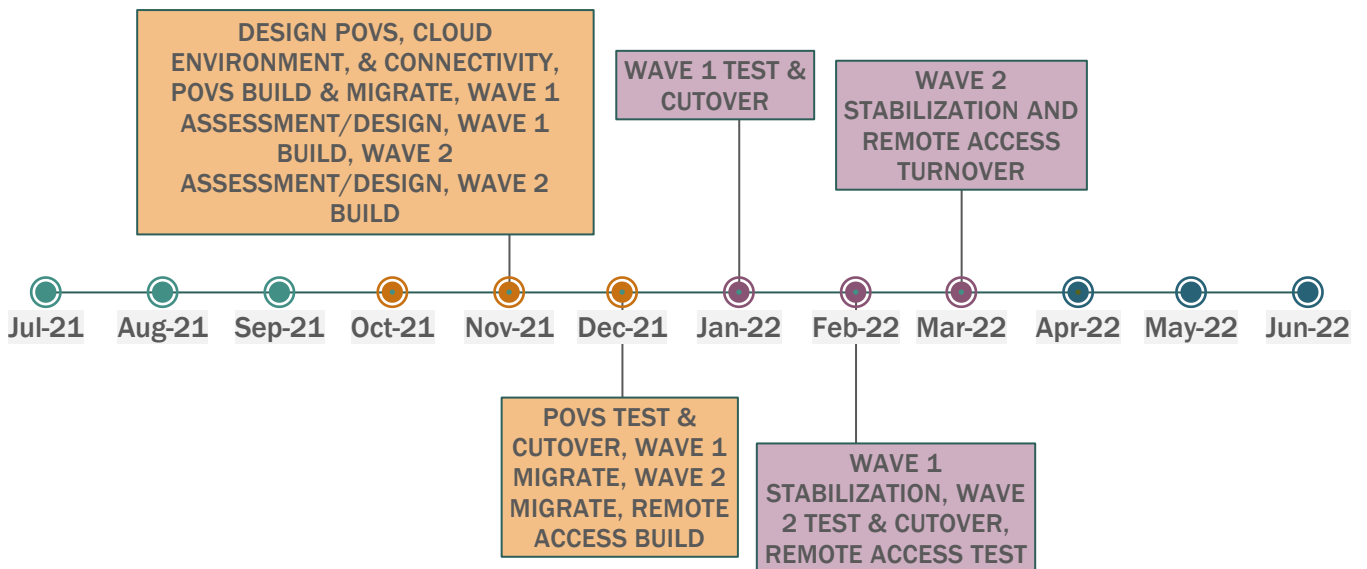 DESIGN POVS, CLOUD
ENVIRONMENT, & CONNECTIVITY,
POVS BUILD & MIGRATE, WAVE 1
ASSESSMENT/DESIGN, WAVE 1
BUILD, WAVE 2
ASSESSMENT/DESIGN, WAVE 2
BUILD
WAVE 1 TEST &
CUTOVER
WAVE 2
STABILIZATION AND
REMOTE ACCESS
TURNOVER
Jul-21 Aug-21 Sep-21 Oct-21 Nov-21 Dec-21 Jan-22 Feb-22 Mar-22 Apr-22 May-22 Jun-22
POVS TEST &
CUTOVER, WAVE 1
MIGRATE, WAVE 2
MIGRATE, REMOTE
ACCESS BUILD
WAVE 1
STABILIZATION, WAVE
2 TEST & CUTOVER,
REMOTE ACCESS TEST